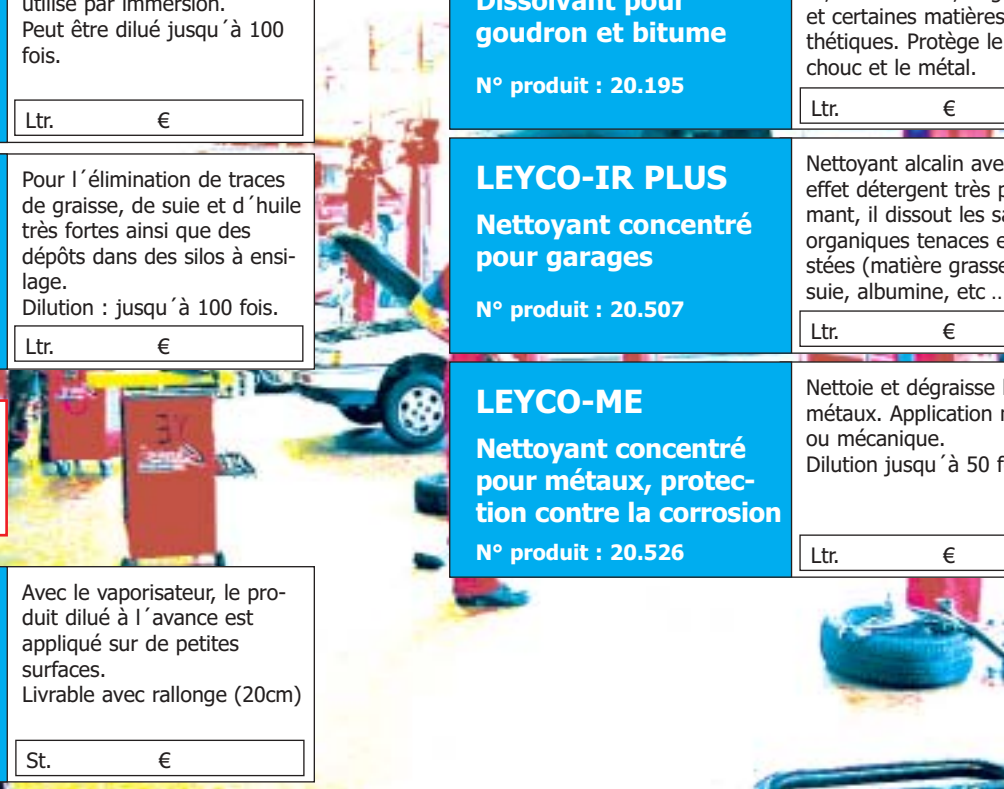 utilisé par immersion.
Peut être dilué jusqu´à 100
fois.
Ltr. €
Pour l´élimination de traces
de graisse, de suie et d´huile
très fortes ainsi que des
dépôts dans des silos à ensi-
lage.
Dilution : jusqu´à 100 fois.
Ltr. €
Avec le vaporisateur, le pro-
duit dilué à l´avance est
appliqué sur de petites
surfaces.
Livrable avec rallonge (20cm)
St. €
Dissolvant pour
goudron et bitume
N° produit : 20.195
et certaines matières
thétiques. Protège le
chouc et le métal.
Ltr. €
LEYCO-IR PLUS
Nettoyant concentré
pour garages
N° produit : 20.507
Nettoyant alcalin ave
effet détergent très p
mant, il dissout les sa
organiques tenaces e
stées (matière grasse
suie, albumine, etc ..
Ltr. €
LEYCO-ME
Nettoyant concentré
pour métaux, protec-
tion contre la corrosion
N° produit : 20.526
Nettoie et dégraisse l
métaux. Application m
ou mécanique.
Dilution jusqu´à 50 f
Ltr. €